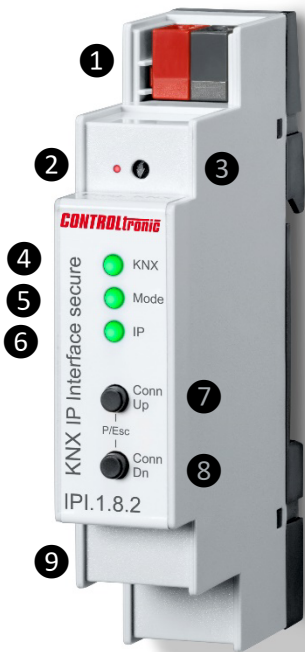 1
2
3
CONTROLtronic
4
KNX
5
Mode
6
IP
KNX IP Interface secure
Conn
Up
7
P/Esc
Conn
Dn
8
IPI.1.8.2
9